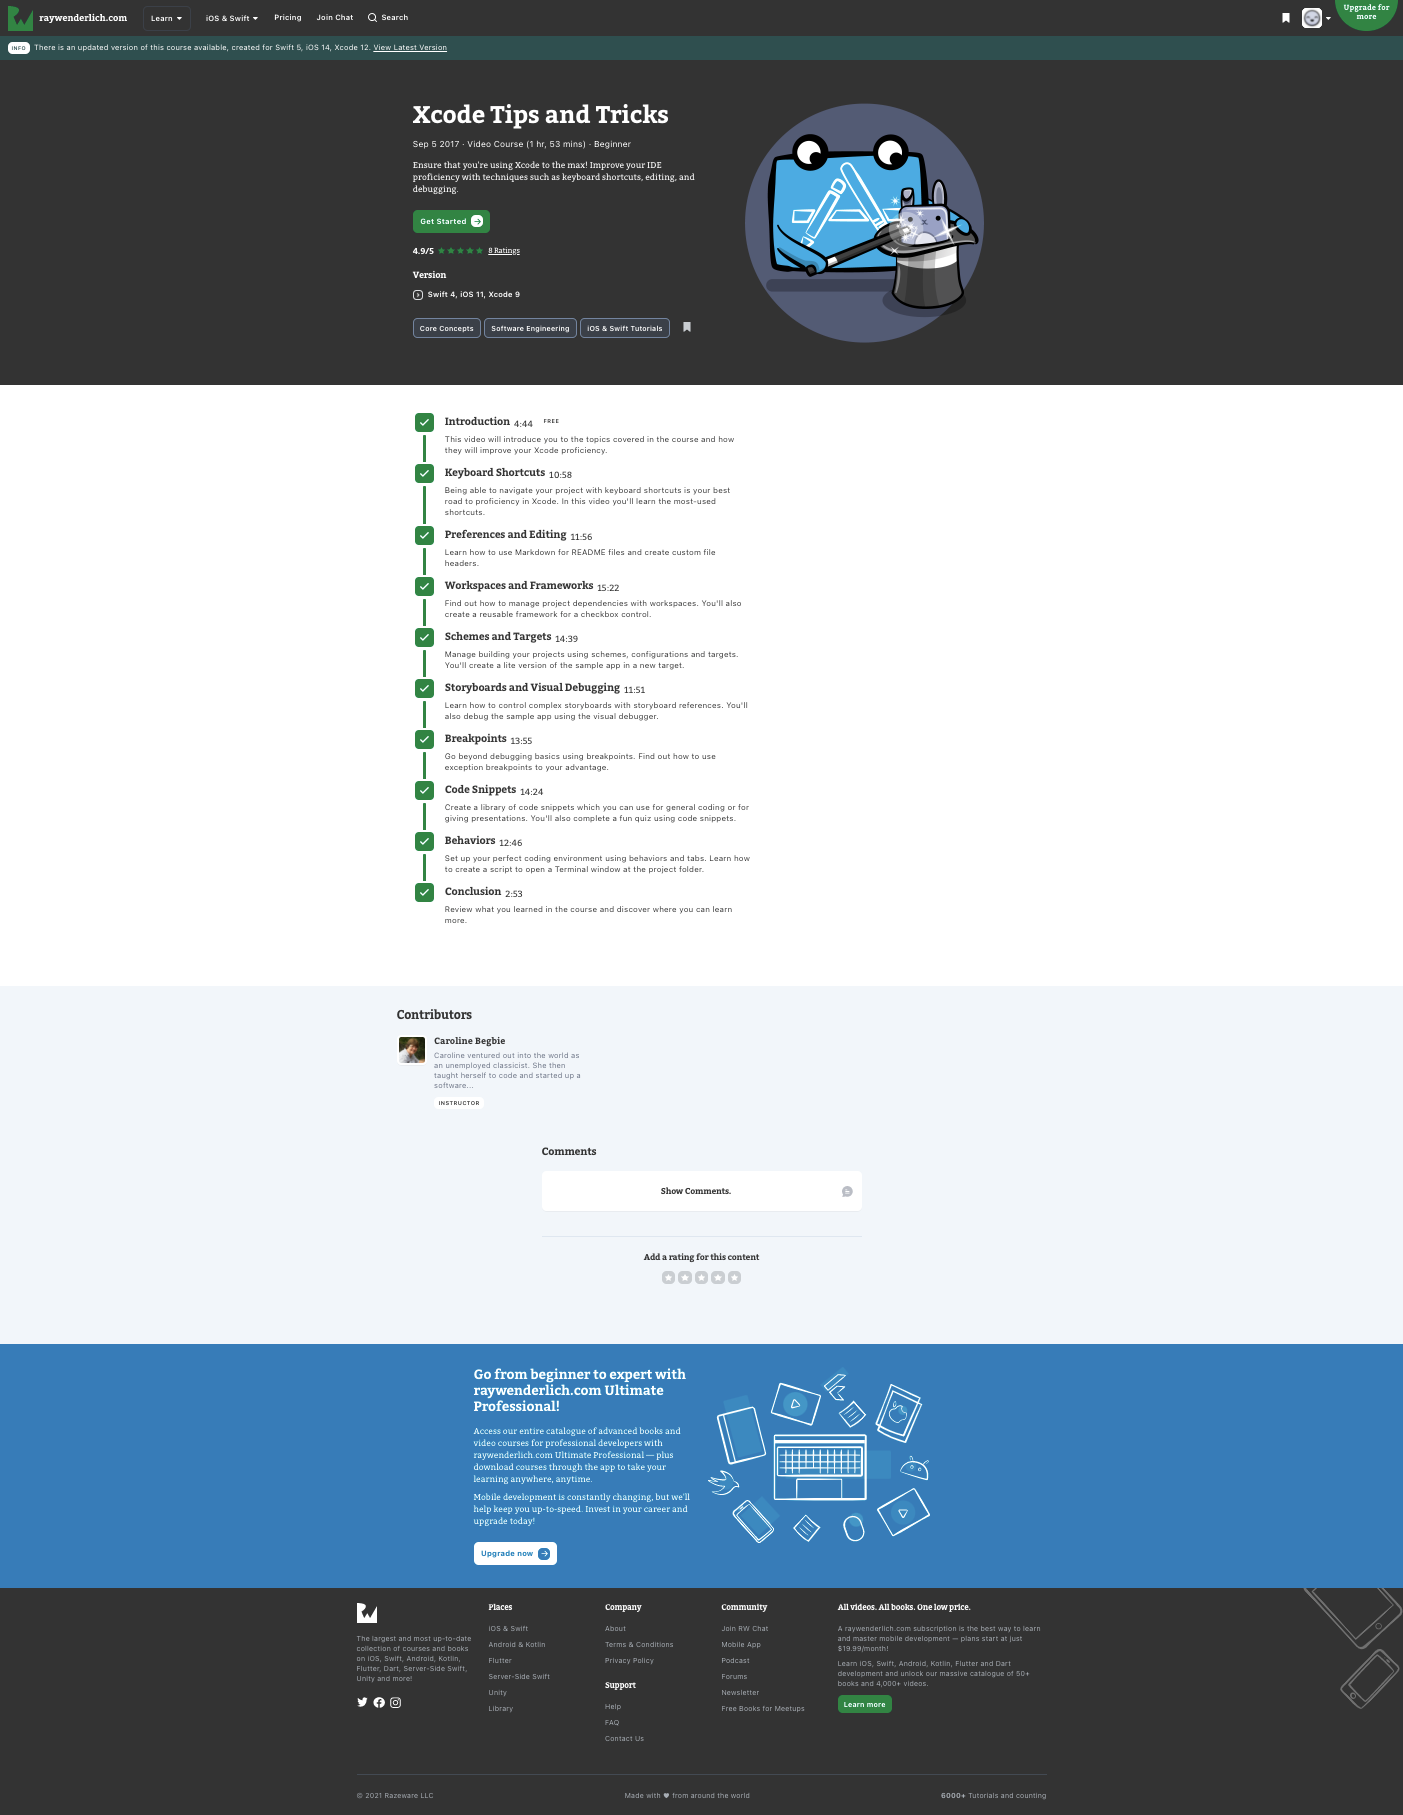 raywenderlich.com
Learn
iOS & Swift
Pricing
Join Chat
Search
Upgrade for
more
INFO There is an updated version of this course available, created for Swift 5, iOS 14, Xcode 12. View Latest Version
Xcode Tips and Tricks
Sep 5 2017 · Video Course (1 hr, 53 mins) · Beginner
Ensure that you're using Xcode to the max! Improve your IDE
proficiency with techniques such as keyboard shortcuts, editing, and
debugging.
Get Started
4.9/5 8 Ratings
Version
Swift 4, iOS 11, Xcode 9
Core Concepts
Software Engineering
iOS & Swift Tutorials
Introduction 4:44 FREE
This video will introduce you to the topics covered in the course and how
they will improve your Xcode proficiency.
Keyboard Shortcuts 10:58
Being able to navigate your project with keyboard shortcuts is your best
road to proficiency in Xcode. In this video you'll learn the most-used
shortcuts.
Preferences and Editing 11:56
Learn how to use Markdown for README files and create custom file
headers.
Workspaces and Frameworks 15:22
Find out how to manage project dependencies with workspaces. You'll also
create a reusable framework for a checkbox control.
Schemes and Targets 14:39
Manage building your projects using schemes, configurations and targets.
You'll create a lite version of the sample app in a new target.
Storyboards and Visual Debugging 11:51
Learn how to control complex storyboards with storyboard references. You'll
also debug the sample app using the visual debugger.
Breakpoints 13:55
Go beyond debugging basics using breakpoints. Find out how to use
exception breakpoints to your advantage.
Code Snippets 14:24
Create a library of code snippets which you can use for general coding or for
giving presentations. You'll also complete a fun quiz using code snippets.
Behaviors 12:46
Set up your perfect coding environment using behaviors and tabs. Learn how
to create a script to open a Terminal window at the project folder.
Conclusion 2:53
Review what you learned in the course and discover where you can learn
more.
Contributors
Caroline Begbie
Caroline ventured out into the world as
an unemployed classicist. She then
taught herself to code and started up a
software...
INSTRUCTOR
Comments
Show Comments.
Add a rating for this content
Go from beginner to expert with
raywenderlich.com Ultimate
Professional!
Access our entire catalogue of advanced books and
video courses for professional developers with
raywenderlich.com Ultimate Professional — plus
download courses through the app to take your
learning anywhere, anytime.
Mobile development is constantly changing, but we'll
help keep you up-to-speed. Invest in your career and
upgrade today!
Upgrade now
The largest and most up-to-date
collection of courses and books
on iOS, Swift, Android, Kotlin,
Flutter, Dart, Server-Side Swift,
Unity and more!
Places
iOS & Swift
Android & Kotlin
Flutter
Server-Side Swift
Unity
Library
Company
About
Terms & Conditions
Privacy Policy
Support
Help
FAQ
Contact Us
Community
Join RW Chat
Mobile App
Podcast
Forums
Newsletter
Free Books for Meetups
All videos. All books. One low price.
A raywenderlich.com subscription is the best way to learn
and master mobile development — plans start at just
$19.99/month!
Learn iOS, Swift, Android, Kotlin, Flutter and Dart
development and unlock our massive catalogue of 50+
books and 4,000+ videos.
Learn more
© 2021 Razeware LLC
Made with ♥ from around the world
6000+ Tutorials and counting